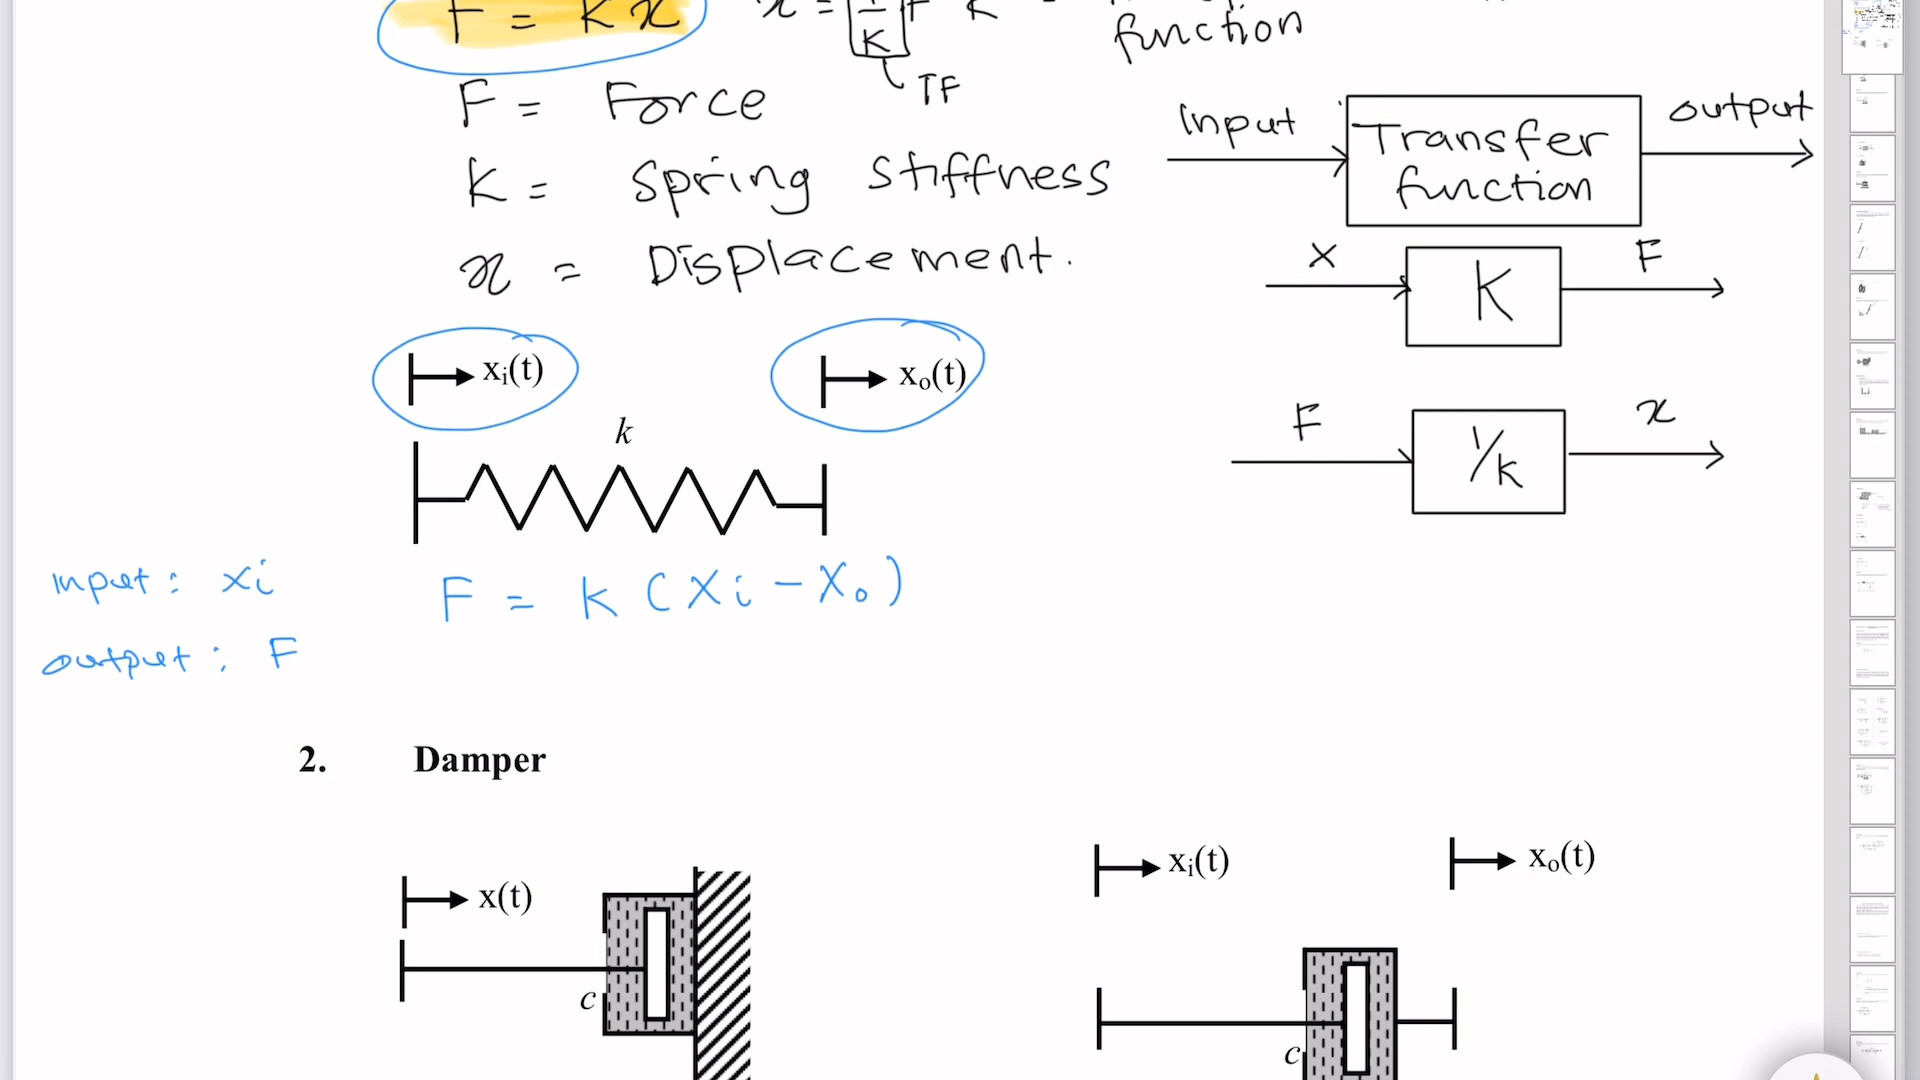 F = K x
x = 1/K F
K
function
TF
F = Force
K = Spring Stiffness
x = Displacement.
input
Transfer function
output
X
K
F
F
1/k
x
xi(t)
xo(t)
k
input : xi
output : F
F = k (Xi - Xo)
2. Damper
x(t)
c
xi(t)
xo(t)
c